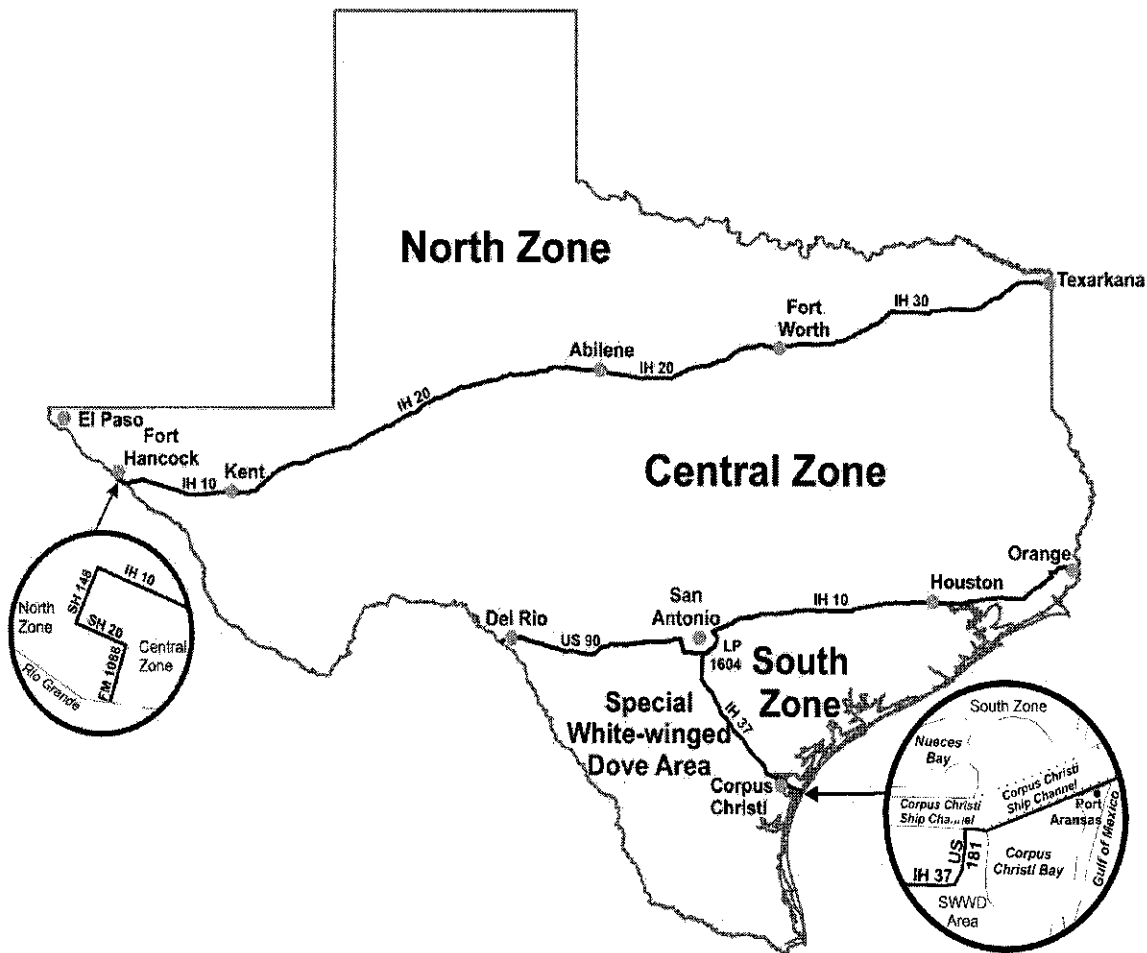 North Zone
Texarkana
IH 30
Fort
Worth
Abilene
IH 20
IH 20
El Paso
Fort
Hancock
Kent
IH 10
Central Zone
Orange
Houston
IH 10
San
Antonio
Del Rio
US 90
LP
1604
South
Zone
IH 37
Special
White-winged
Dove Area
Corpus
Christi
IH 10
SH 148
North
Zone
SH 20
Central
Zone
FM 1088
Rio Grande
South Zone
Nueces
Bay
Corpus Christi
Ship Channel
Corpus Christi
Ship Channel
Port
Aransas
Gulf of Mexico
US
181
Corpus
Christi Bay
IH 37
SWWD
Area